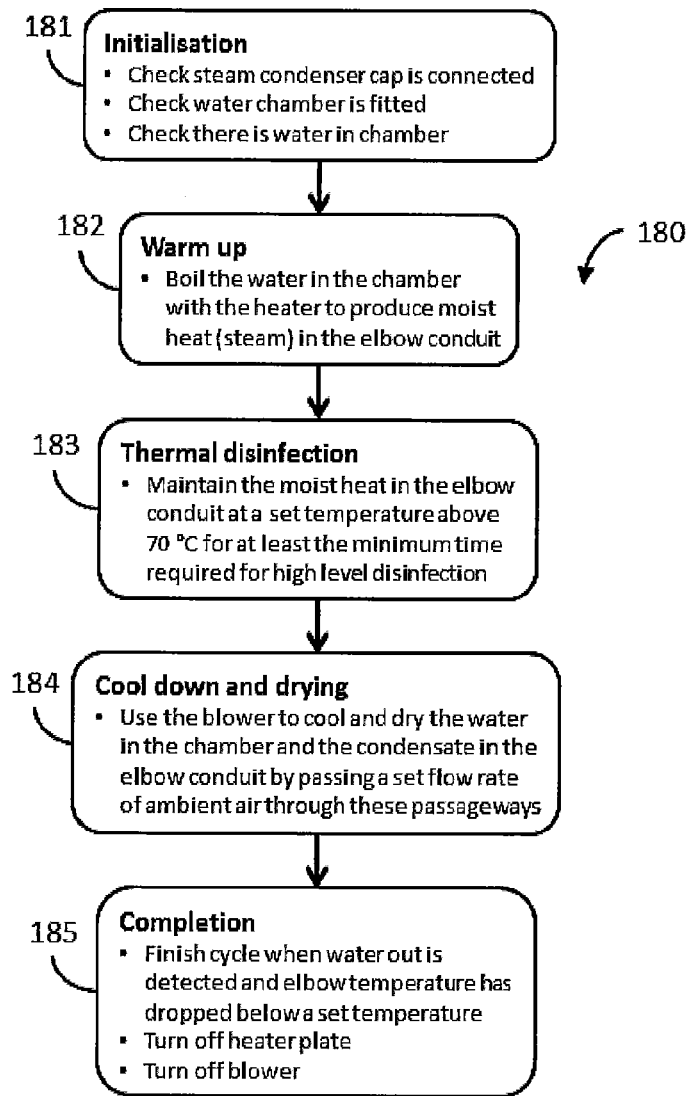 181
Initialisation
▪ Check steam condenser cap is connected
▪ Check water chamber is fitted
▪ Check there is water in chamber
182
180
Warm up
▪ Boil the water in the chamber
with the heater to produce moist
heat (steam) in the elbow conduit
183
Thermal disinfection
▪ Maintain the moist heat in the elbow
conduit at a set temperature above
70 °C for at least the minimum time
required for high level disinfection
184
Cool down and drying
▪ Use the blower to cool and dry the water
in the chamber and the condensate in the
elbow conduit by passing a set flow rate
of ambient air through these passageways
185
Completion
▪ Finish cycle when water out is
detected and elbow temperature has
dropped below a set temperature
▪ Turn off heater plate
▪ Turn off blower